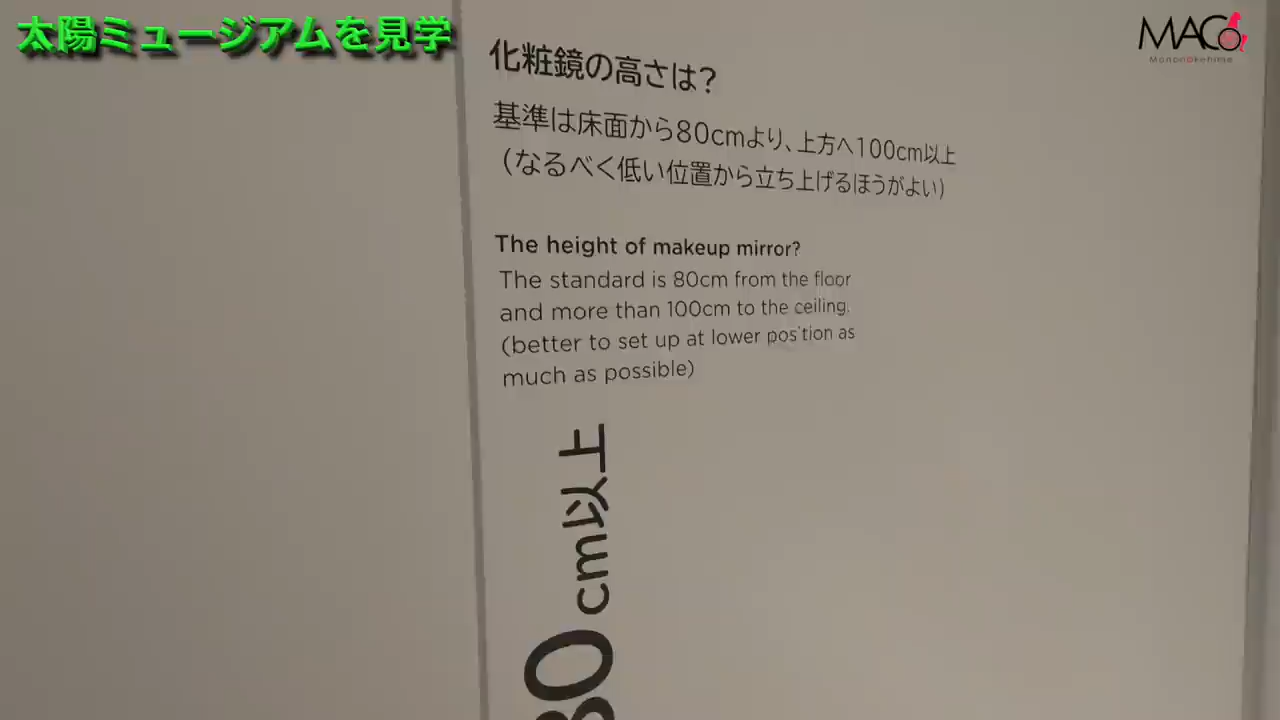 太陽ミュージアムを見学
MACO
Mononokehime
化粧鏡の高さは？
基準は床面から80cmより、上方へ100cm以上
（なるべく低い位置から立ち上げるほうがよい）
The height of makeup mirror?
The standard is 80cm from the floor
and more than 100cm to the ceiling.
(better to set up at lower position as
much as possible)
80cm以上